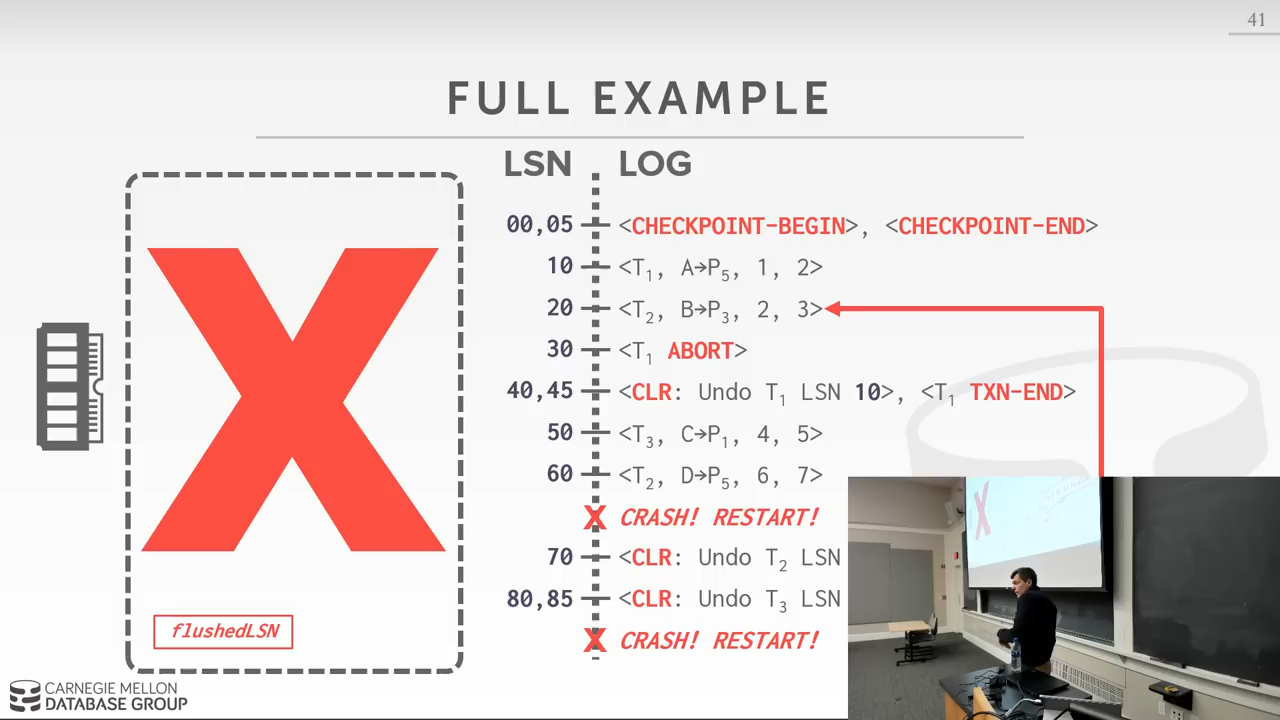 41
FULL EXAMPLE
LSN LOG
00,05 <CHECKPOINT-BEGIN>, <CHECKPOINT-END>
10 <T1, A→P5, 1, 2>
20 <T2, B→P3, 2, 3>
30 <T1 ABORT>
40,45 <CLR: Undo T1 LSN 10>, <T1 TXN-END>
50 <T3, C→P1, 4, 5>
60 <T2, D→P5, 6, 7>
X CRASH! RESTART!
70 <CLR: Undo T2 LSN
80,85 <CLR: Undo T3 LSN
X CRASH! RESTART!
flushedLSN
CARNEGIE MELLON
DATABASE GROUP